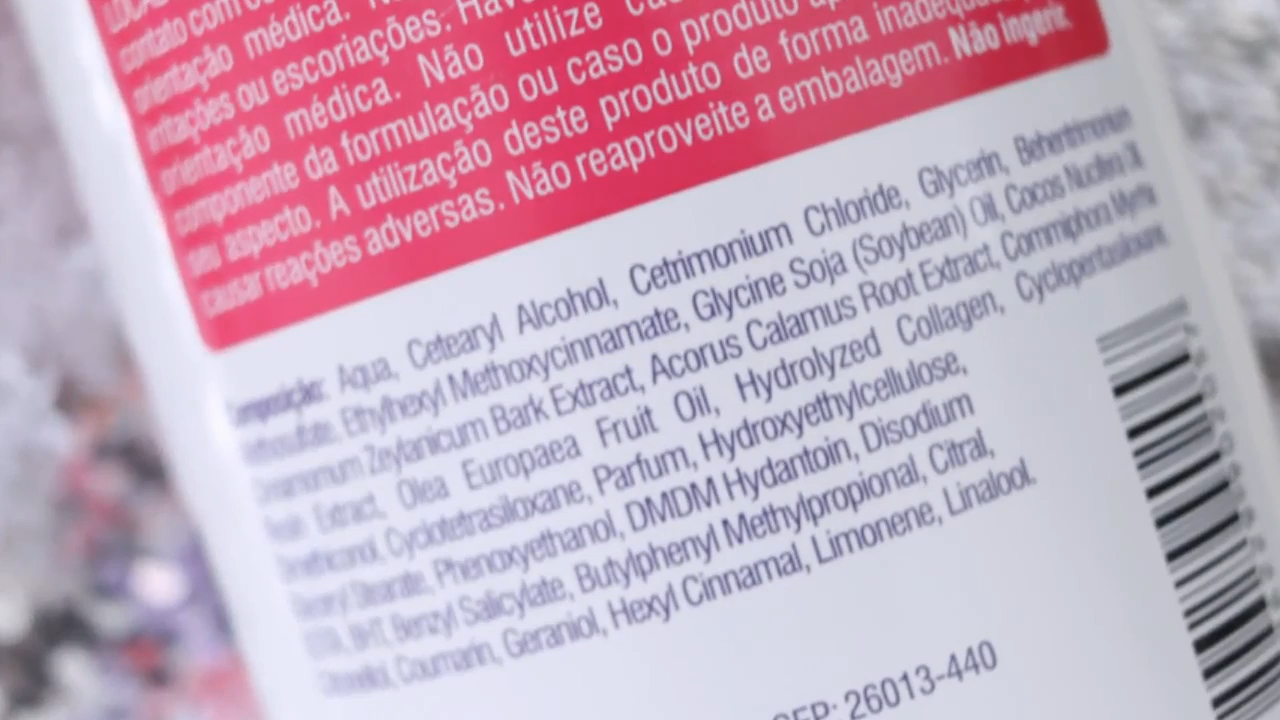 LOCAL
contato com os
orientação médica. N
irritações ou escoriações. Hav
orientação médica. Não utilize cas
componente da formulação ou caso o produto ap
seu aspecto. A utilização deste produto de forma inadequada
causar reações adversas. Não reaproveite a embalagem. Não ingerir.
Composição: Aqua, Cetearyl Alcohol, Cetrimonium Chloride, Glycerin, Behentrimonium
Methosulfate, Ethylhexyl Methoxycinnamate, Glycine Soja (Soybean) Oil, Cocos Nucifera Oil
Cinnamomum Zeylanicum Bark Extract, Acorus Calamus Root Extract, Commiphora Myrrha
Resin Extract, Olea Europaea Fruit Oil, Hydrolyzed Collagen, Cyclopentasiloxane,
Dimethiconol, Cyclotetrasiloxane, Parfum, Hydroxyethylcellulose,
Stearyl Stearate, Phenoxyethanol, DMDM Hydantoin, Disodium
EDTA, BHT, Benzyl Salicylate, Butylphenyl Methylpropional, Citral,
Citronellol, Coumarin, Geraniol, Hexyl Cinnamal, Limonene, Linalool.
CEP: 26013-440